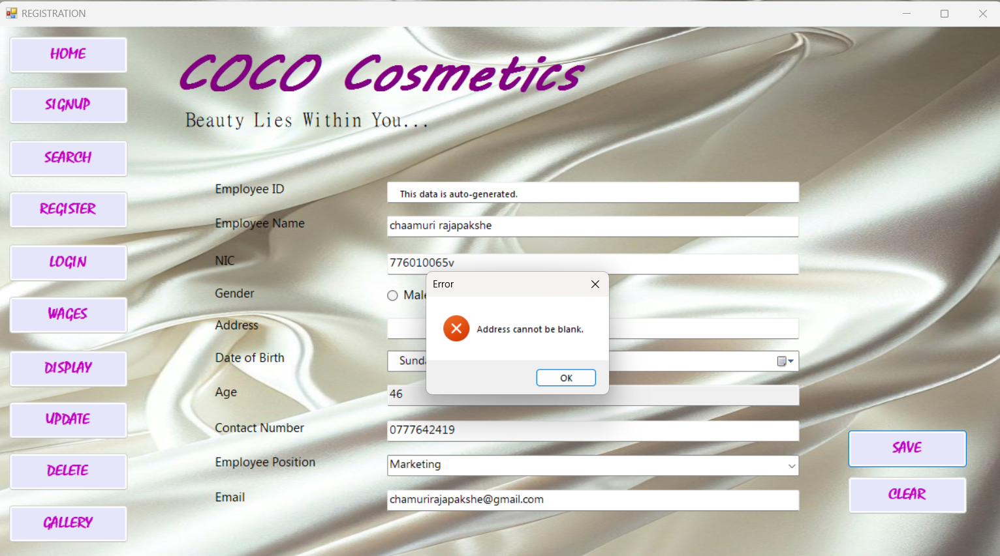 REGISTRATION
HOME
SIGNUP
SEARCH
REGISTER
LOGIN
WAGES
DISPLAY
UPDATE
DELETE
GALLERY
COCO Cosmetics
Beauty Lies Within You...
Employee ID This data is auto-generated.
Employee Name chaamuri rajapakshe
NIC 776010065v
Gender Male
Address
Date of Birth
Age 46
Contact Number 0777642419
Employee Position Marketing
Email chamurirajapakshe@gmail.com
Error
Address cannot be blank.
OK
SAVE
CLEAR